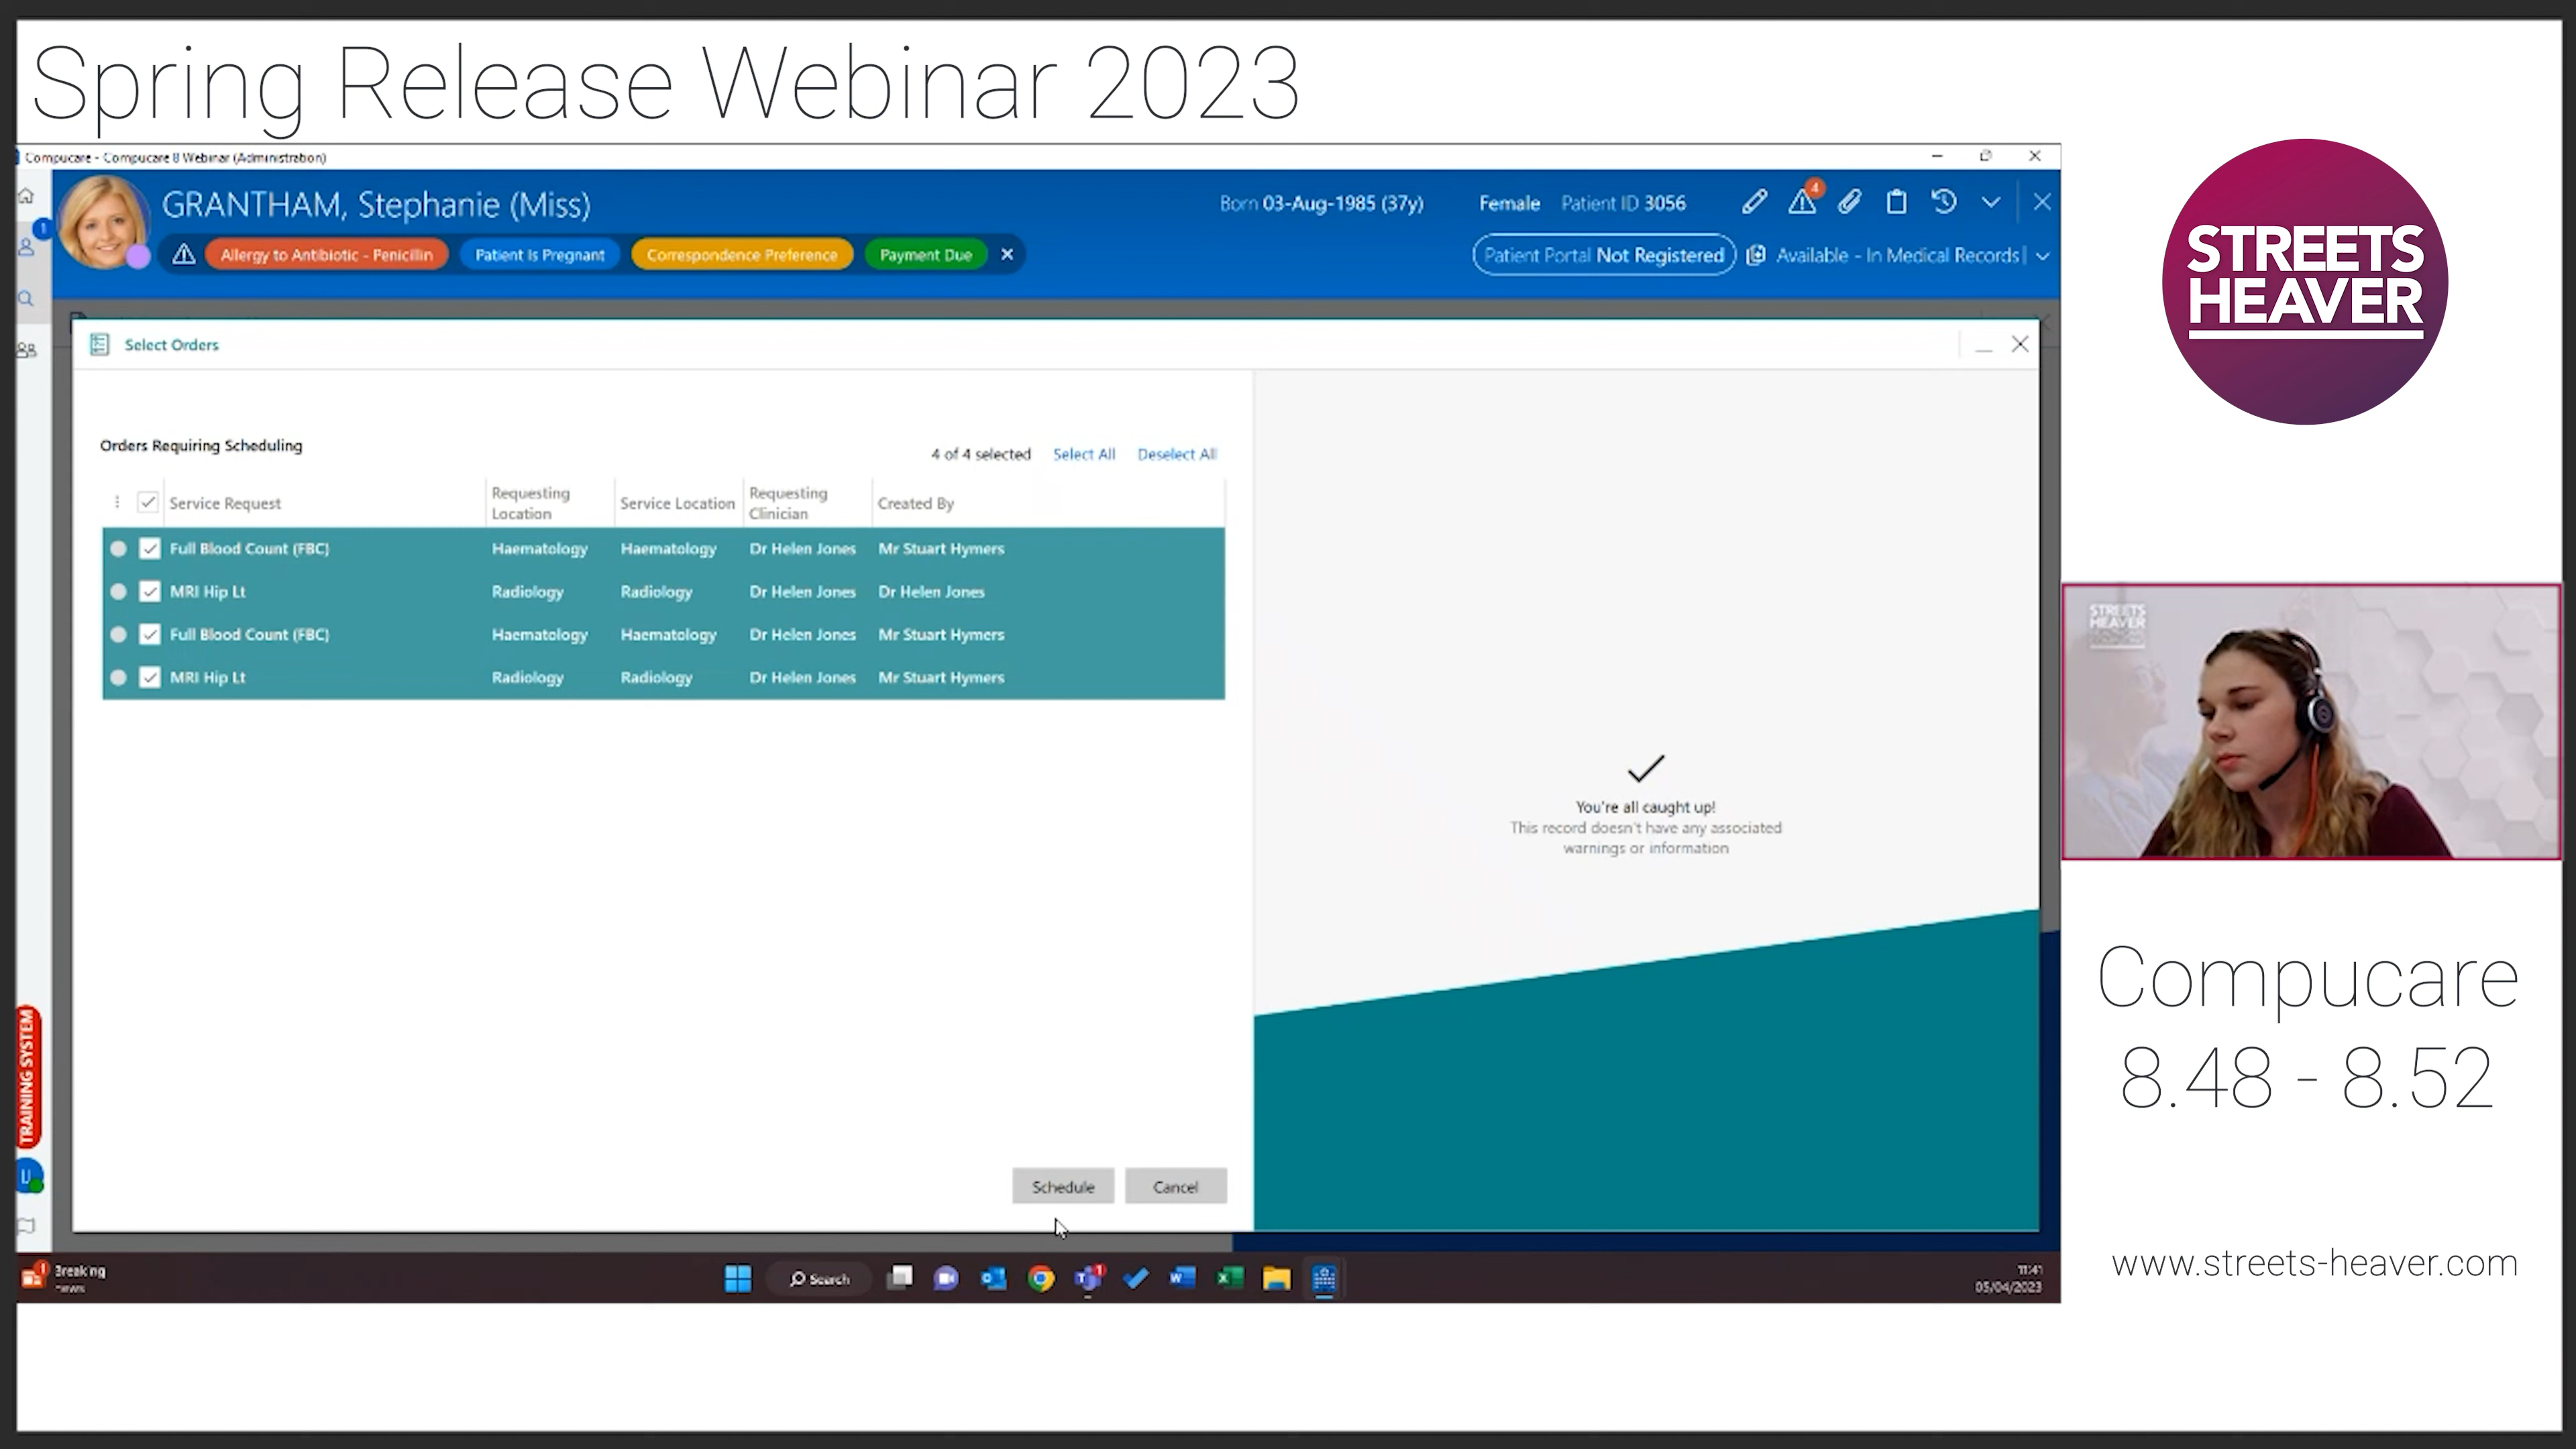 Spring Release Webinar 2023
Compucare - Compucare 8 Webinar (Administration)
GRANTHAM, Stephanie (Miss)
Born 03-Aug-1985 (37y)
Female
Patient ID 3056
4
1
Allergy to Antibiotic - Penicillin
Patient Is Pregnant
Correspondence Preference
Payment Due
Patient Portal Not Registered
Available - In Medical Records
Select Orders
Orders Requiring Scheduling
4 of 4 selected
Select All
Deselect All
Service Request
Requesting Location
Service Location
Requesting Clinician
Created By
Full Blood Count (FBC) Haematology Haematology Dr Helen Jones Mr Stuart Hymers
MRI Hip Lt Radiology Radiology Dr Helen Jones Dr Helen Jones
Full Blood Count (FBC) Haematology Haematology Dr Helen Jones Mr Stuart Hymers
MRI Hip Lt Radiology Radiology Dr Helen Jones Mr Stuart Hymers
You're all caught up!
This record doesn't have any associated
warnings or information
Schedule
Cancel
TRAINING SYSTEM
1
Breaking
news
Search
1
11:41
05/04/2023
STREETS
HEAVER
STREETS
HEAVER
Compucare
8.48 - 8.52
www.streets-heaver.com